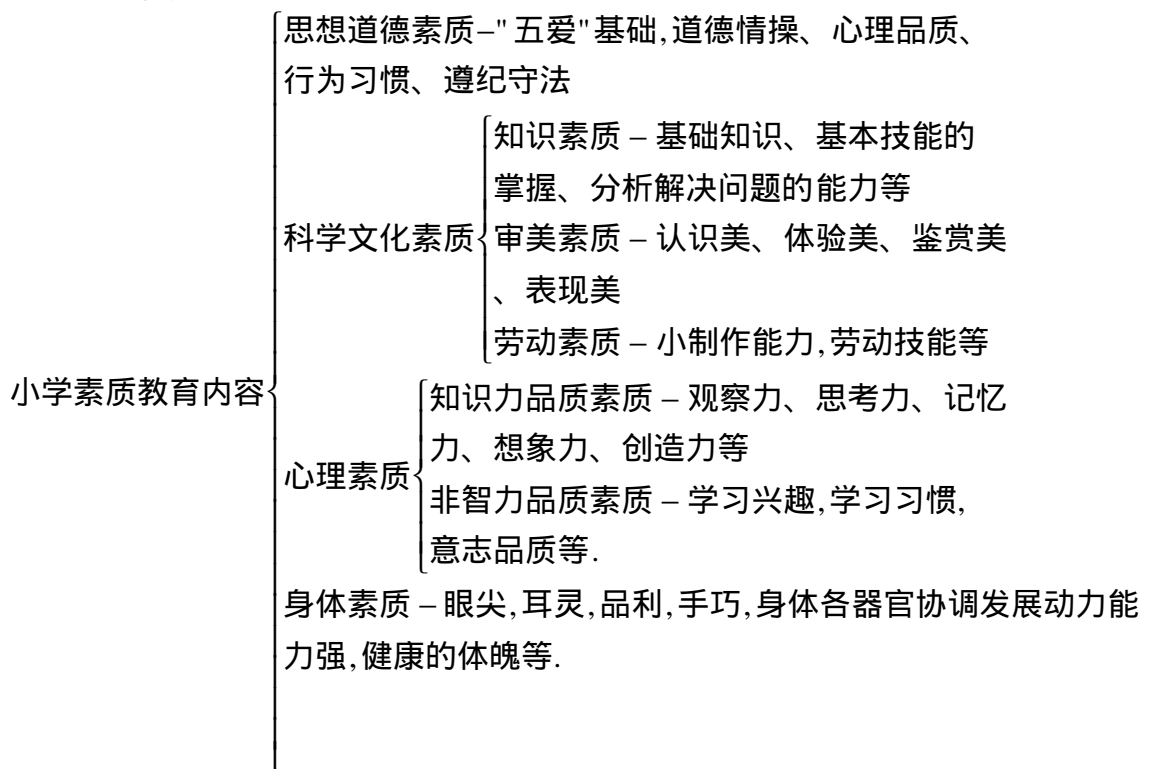 思想道德素质–"五爱"基础,道德情操、心理品质、
行为习惯、遵纪守法
知识素质 – 基础知识、基本技能的
掌握、分析解决问题的能力等
科学文化素质
审美素质 – 认识美、体验美、鉴赏美
、表现美
劳动素质 – 小制作能力,劳动技能等
小学素质教育内容
知识力品质素质 – 观察力、思考力、记忆
力、想象力、创造力等
心理素质
非智力品质素质 – 学习兴趣,学习习惯,
意志品质等.
身体素质 – 眼尖,耳灵,品利,手巧,身体各器官协调发展动力能
力强,健康的体魄等.